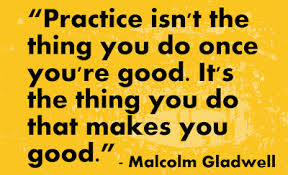 “Practice isn't the
thing you do once
you're good. It's
the thing you do
that makes you
good.” - Malcolm Gladwell